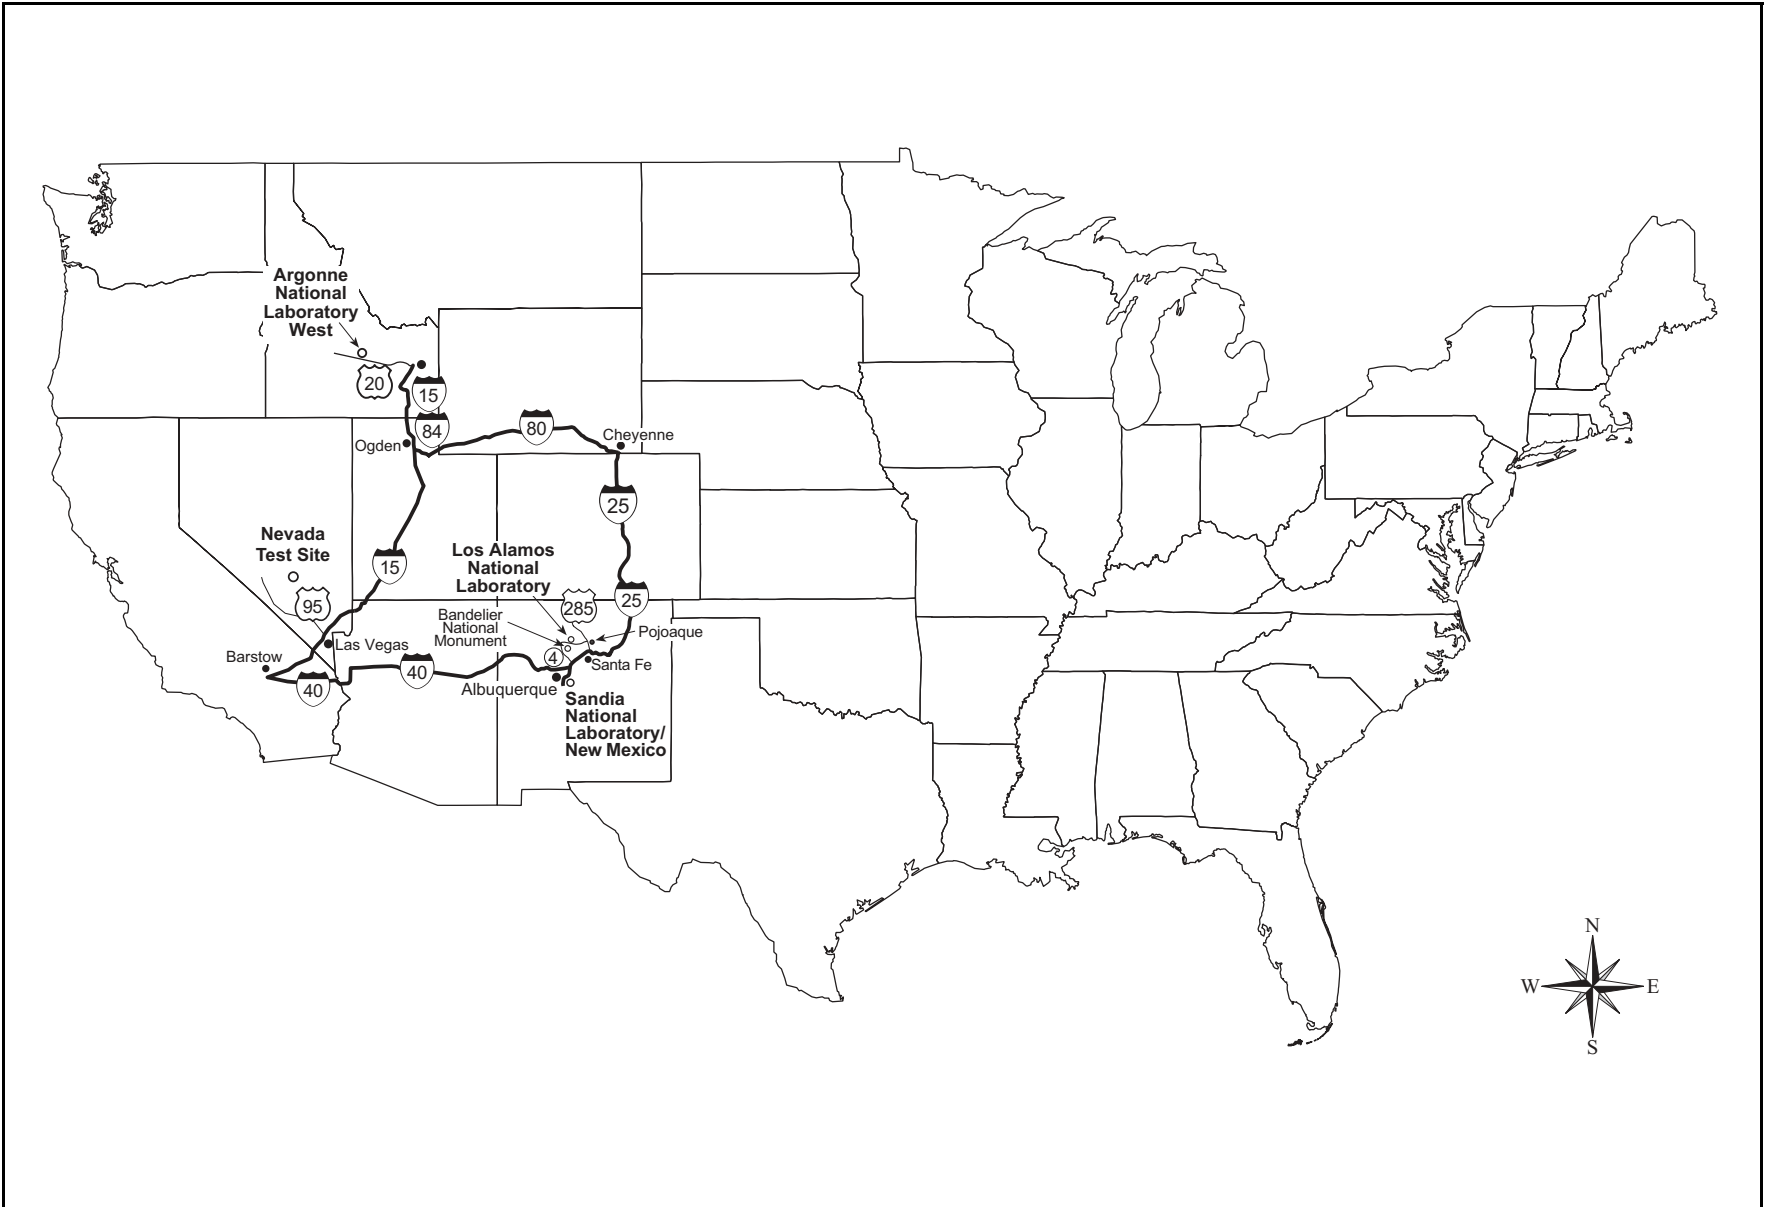 Argonne
National
Laboratory
West
20
15
84
80
Ogden
Cheyenne
25
Nevada
Test Site
15
Los Alamos
National
Laboratory
95
285
25
Bandelier
National
Monument
Pojoaque
Las Vegas
4
Santa Fe
Barstow
40
40
Albuquerque
Sandia
National
Laboratory/
New Mexico
N
W
E
S